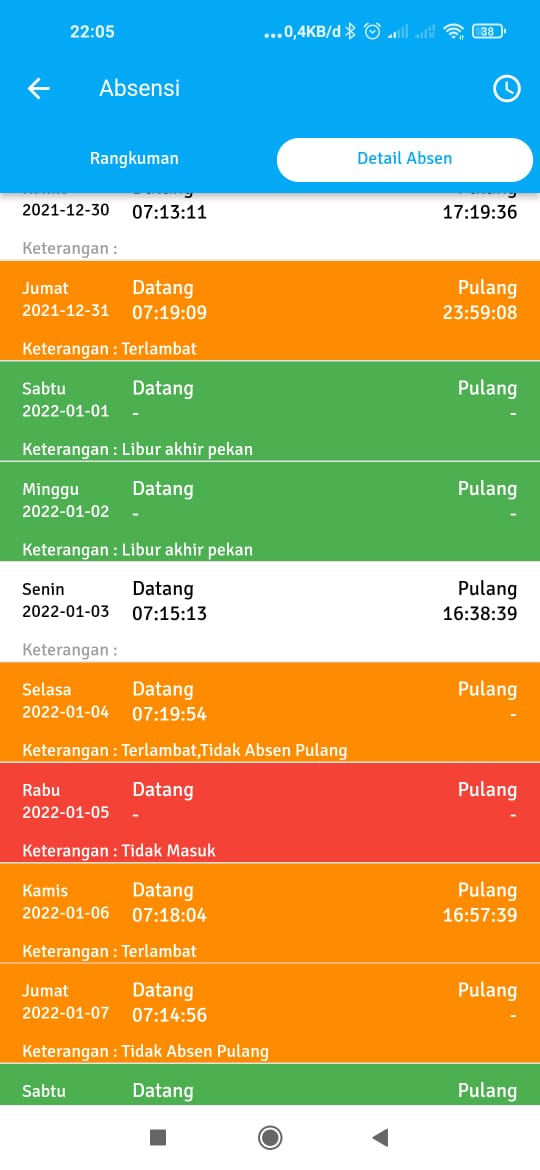 22:05 ...0,4KB/d 38
Absensi
Rangkuman Detail Absen
2021-12-30 07:13:11 17:19:36
Keterangan :
Jumat Datang Pulang
2021-12-31 07:19:09 23:59:08
Keterangan : Terlambat
Sabtu Datang Pulang
2022-01-01 - -
Keterangan : Libur akhir pekan
Minggu Datang Pulang
2022-01-02 - -
Keterangan : Libur akhir pekan
Senin Datang Pulang
2022-01-03 07:15:13 16:38:39
Keterangan :
Selasa Datang Pulang
2022-01-04 07:19:54 -
Keterangan : Terlambat,Tidak Absen Pulang
Rabu Datang Pulang
2022-01-05 - -
Keterangan : Tidak Masuk
Kamis Datang Pulang
2022-01-06 07:18:04 16:57:39
Keterangan : Terlambat
Jumat Datang Pulang
2022-01-07 07:14:56 -
Keterangan : Tidak Absen Pulang
Sabtu Datang Pulang